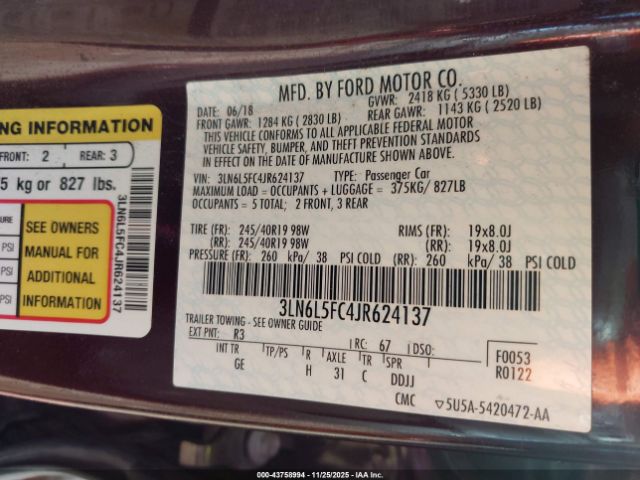 NG INFORMATION
FRONT: 2 REAR: 3
5 kg or 827 lbs.
SEE OWNERS
MANUAL FOR
ADDITIONAL
INFORMATION
PSI
PSI
PSI
3LN6L5FC4JR624137
MFD. BY FORD MOTOR CO.
DATE: 06/18 GVWR: 2418 KG ( 5330 LB)
FRONT GAWR: 1284 KG ( 2830 LB) REAR GAWR: 1143 KG ( 2520 LB)
THIS VEHICLE CONFORMS TO ALL APPLICABLE FEDERAL MOTOR
VEHICLE SAFETY, BUMPER, AND THEFT PREVENTION STANDARDS
IN EFFECT ON THE DATE OF MANUFACTURE SHOWN ABOVE.
VIN: 3LN6L5FC4JR624137 TYPE: Passenger Car
MAXIMUM LOAD = OCCUPANTS + LUGGAGE = 375KG/ 827LB
OCCUPANTS = 5 TOTAL; 2 FRONT, 3 REAR
TIRE (FR): 245/40R19 98W RIMS (FR): 19x8.0J
(RR): 245/40R19 98W (RR): 19x8.0J
PRESSURE (FR): 260 kPa/ 38 PSI COLD (RR): 260 kPa/ 38 PSI COLD
3LN6L5FC4JR624137
TRAILER TOWING - SEE OWNER GUIDE
EXT PNT: R3 RC: 67 DSO: F0053
R0122
INT TR TP/PS R AXLE TR SPR
GE H 31 C DDJJ
CMC ▽5U5A-5420472-AA
000-43758994 11/25/2025 IAA, Inc.